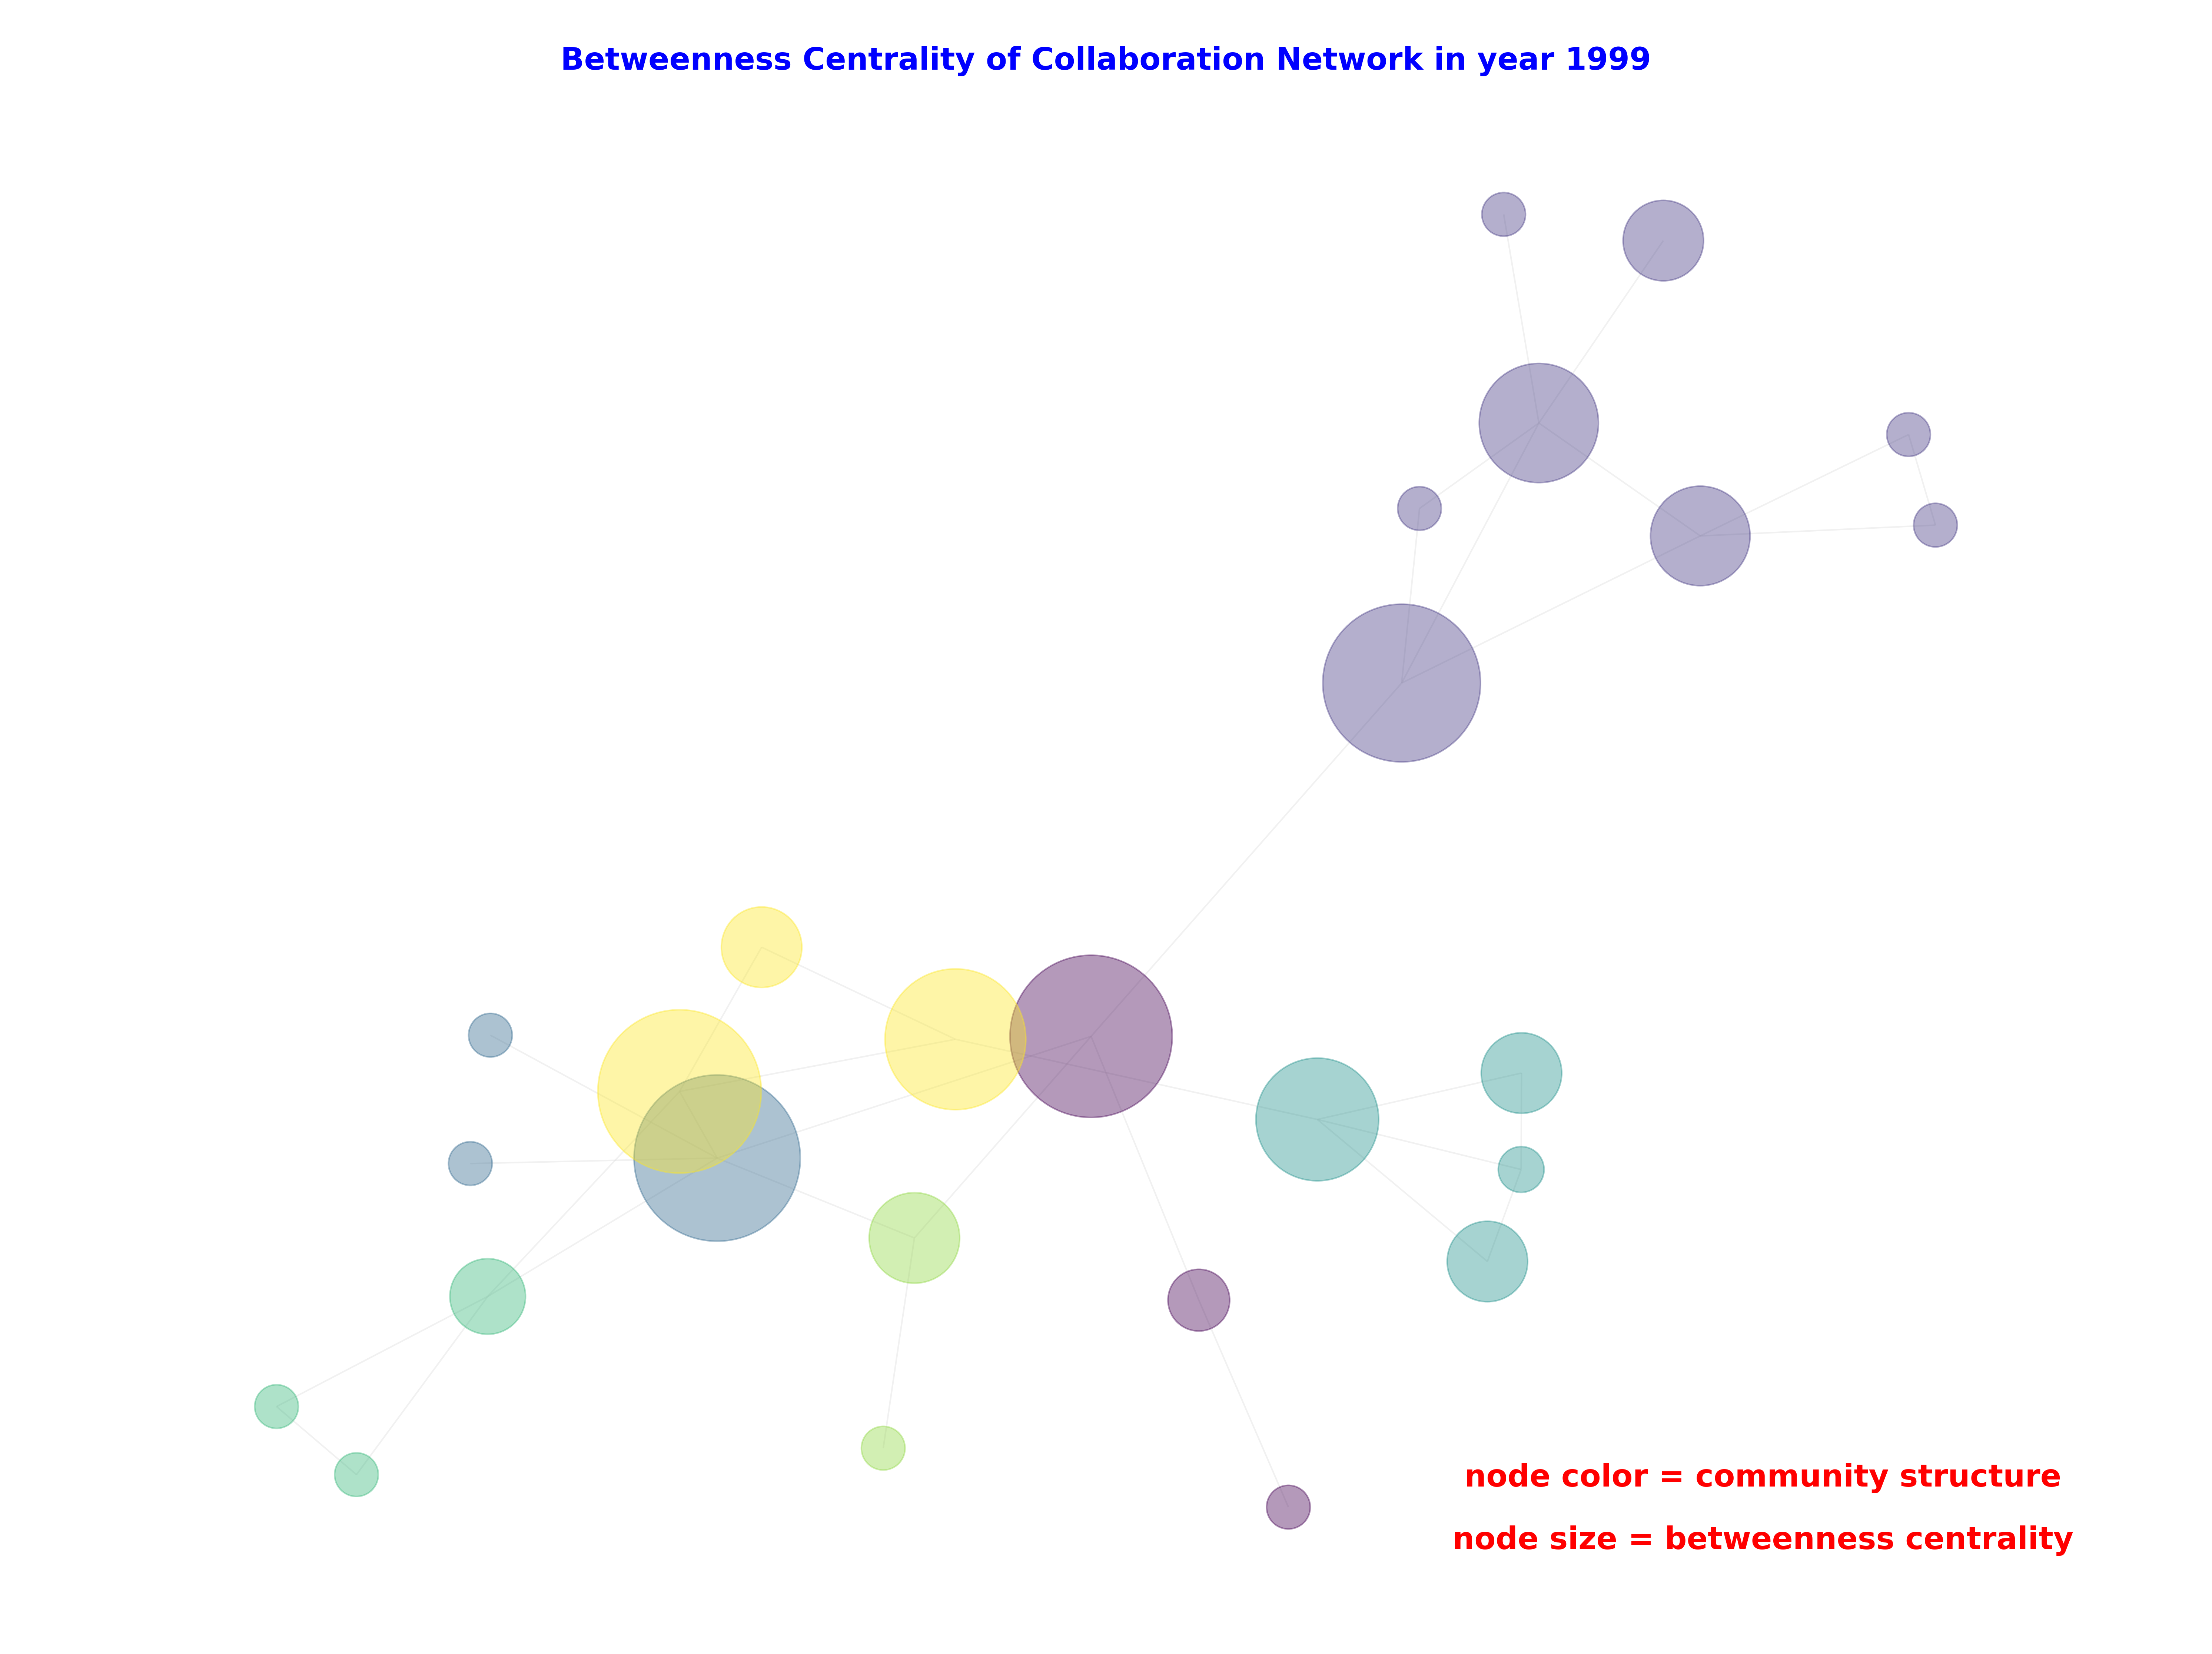 Betweenness Centrality of Collaboration Network in year 1999
node color = community structure
node size = betweenness centrality